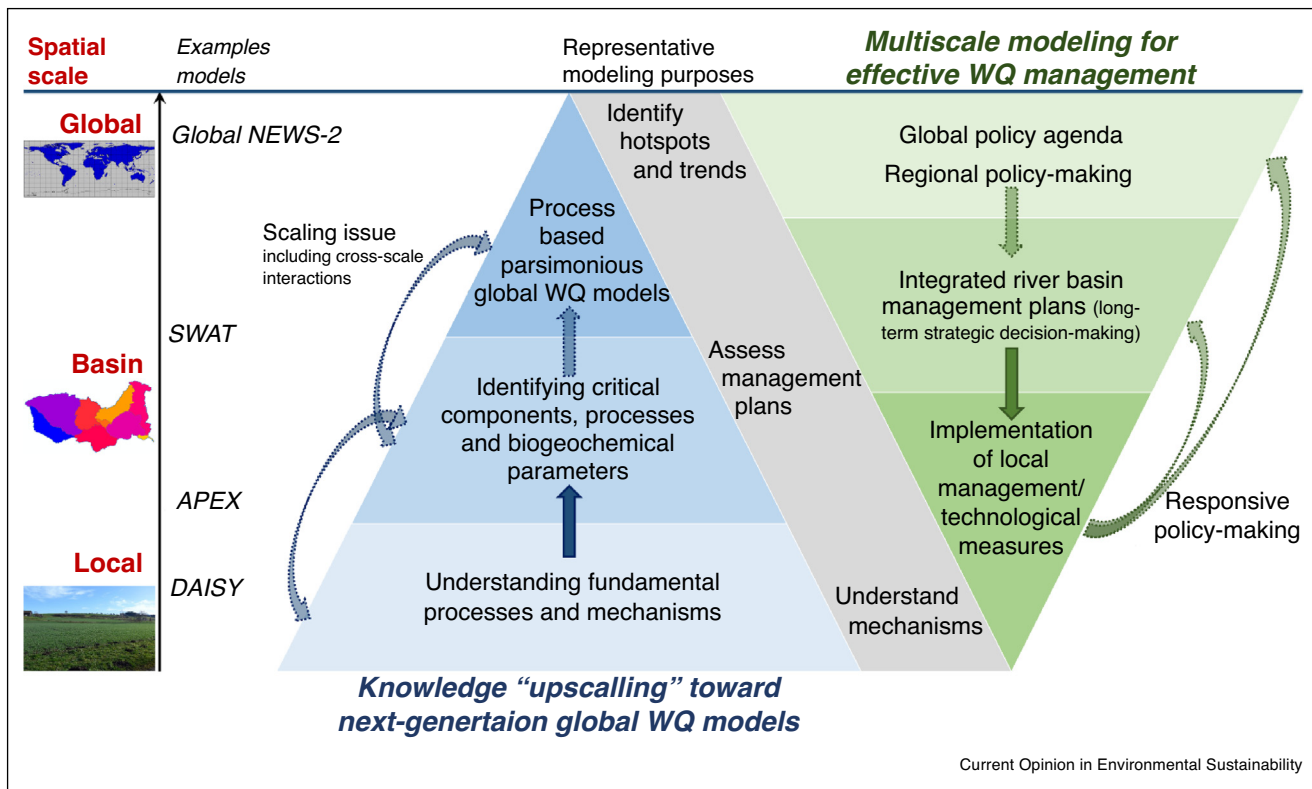 Spatial
scale
Examples
models
Representative
modeling purposes
Multiscale modeling for
effective WQ management
Global
Global NEWS-2
Identify
hotspots
and trends
Global policy agenda
Regional policy-making
Scaling issue
including cross-scale
interactions
Process
based
parsimonious
global WQ models
Integrated river basin
management plans (long-
term strategic decision-making)
SWAT
Basin
Assess
management
plans
Identifying critical
components, processes
and biogeochemical
parameters
Implementation
of local
management/
technological
measures
Responsive
policy-making
APEX
Local
DAISY
Understanding fundamental
processes and mechanisms
Understand
mechanisms
Knowledge “upscalling” toward
next-genertaion global WQ models
Current Opinion in Environmental Sustainability